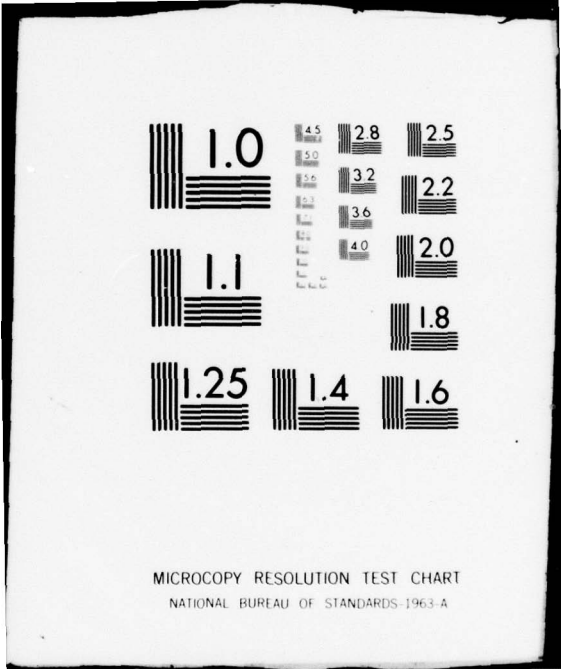 1.0
4.5 2.8 2.5
5.0
5.6 3.2 2.2
6.3 3.6
4.0 2.0
1.1
1.8
1.25 1.4 1.6
MICROCOPY RESOLUTION TEST CHART
NATIONAL BUREAU OF STANDARDS-1963-A